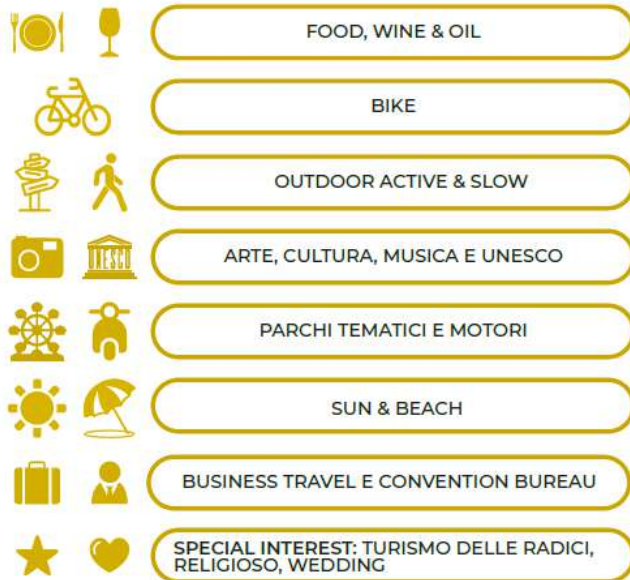 FOOD, WINE & OIL
BIKE
OUTDOOR ACTIVE & SLOW
UNESCO
ARTE, CULTURA, MUSICA E UNESCO
PARCHI TEMATICI E MOTORI
SUN & BEACH
BUSINESS TRAVEL E CONVENTION BUREAU
SPECIAL INTEREST: TURISMO DELLE RADICI,
RELIGIOSO, WEDDING